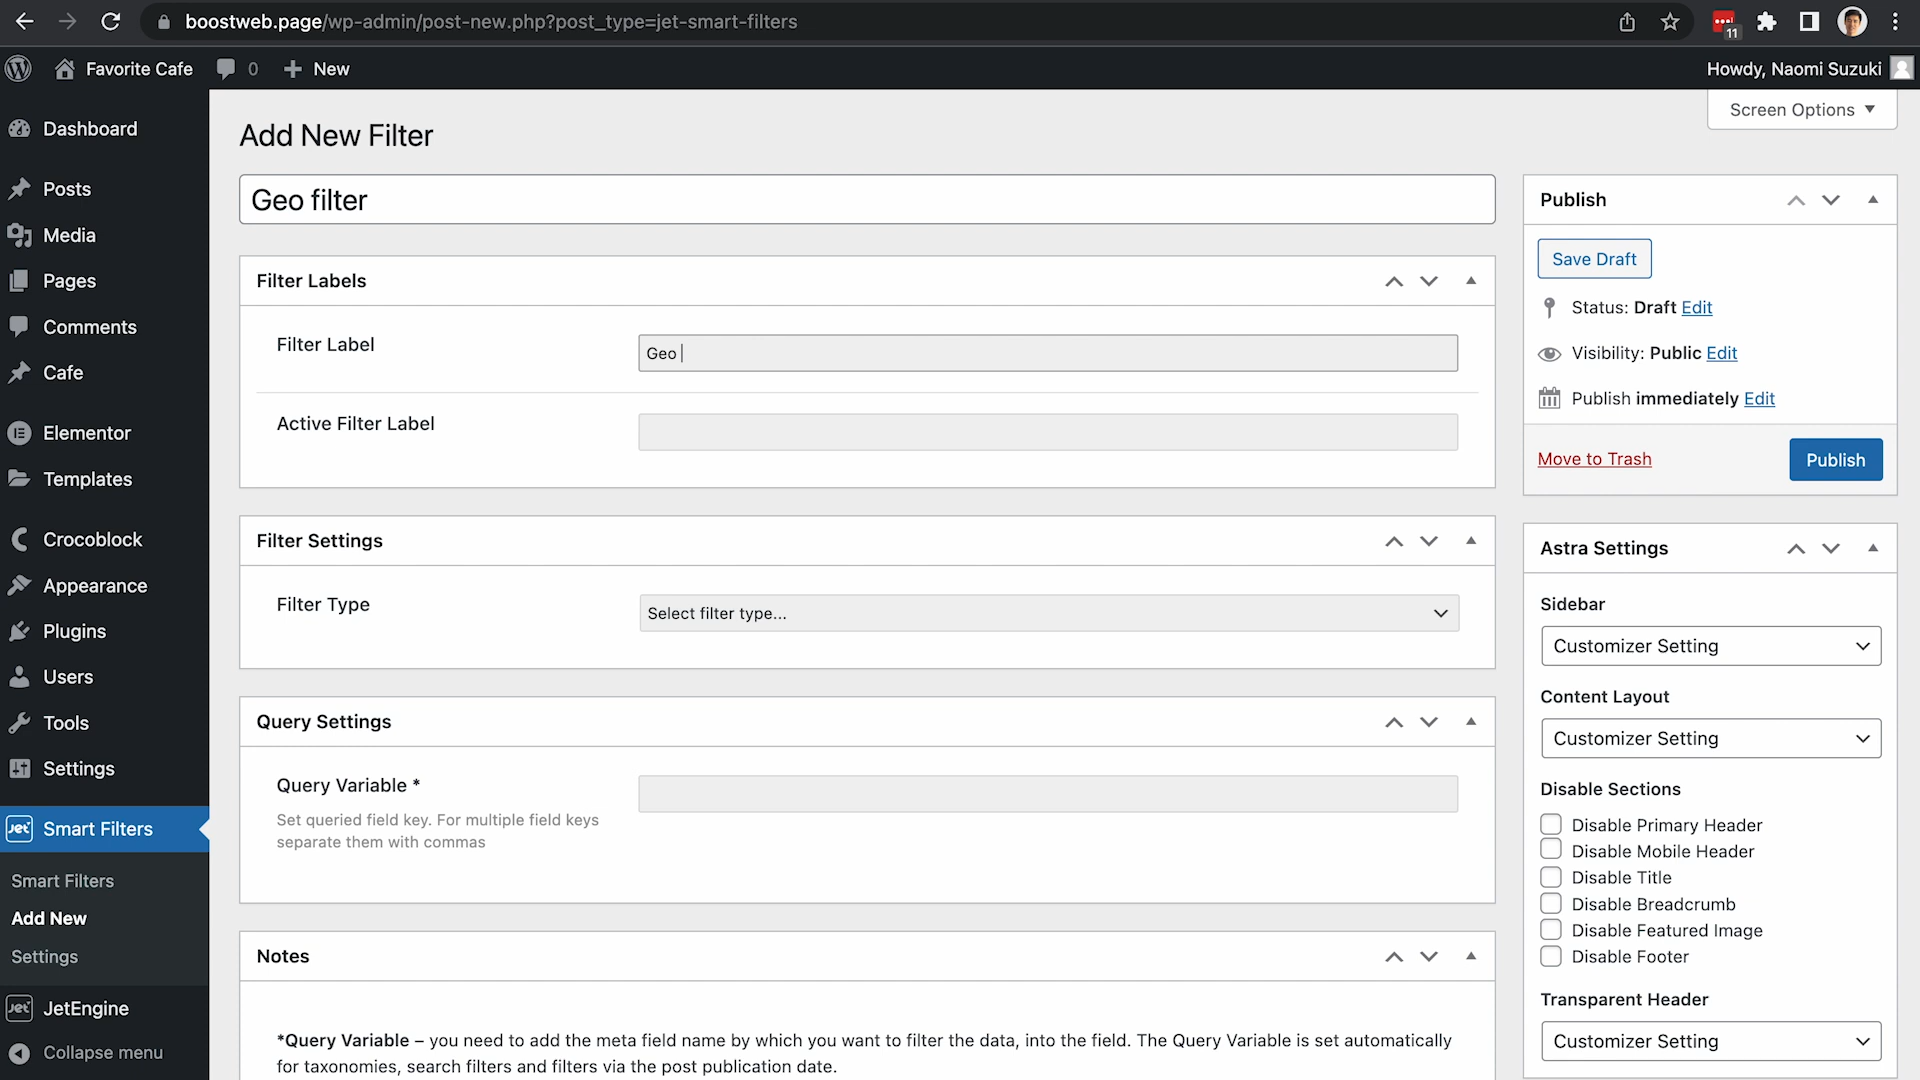 boostweb.page/wp-admin/post-new.php?post_type=jet-smart-filters
11
Favorite Cafe
0
New
Howdy, Naomi Suzuki
Dashboard
Posts
Media
Pages
Comments
Cafe
Elementor
Templates
Crocoblock
Appearance
Plugins
Users
Tools
Settings
Jet
Smart Filters
Smart Filters
Add New
Settings
Jet
JetEngine
Collapse menu
Screen Options
Add New Filter
Geo filter
Filter Labels
Filter Label
Geo
Active Filter Label
Filter Settings
Filter Type
Select filter type...
Query Settings
Query Variable *
Set queried field key. For multiple field keys
separate them with commas
Notes
*Query Variable – you need to add the meta field name by which you want to filter the data, into the field. The Query Variable is set automatically
for taxonomies, search filters and filters via the post publication date.
Publish
Save Draft
Status: Draft Edit
Visibility: Public Edit
Publish immediately Edit
Move to Trash
Publish
Astra Settings
Sidebar
Customizer Setting
Content Layout
Customizer Setting
Disable Sections
Disable Primary Header
Disable Mobile Header
Disable Title
Disable Breadcrumb
Disable Featured Image
Disable Footer
Transparent Header
Customizer Setting